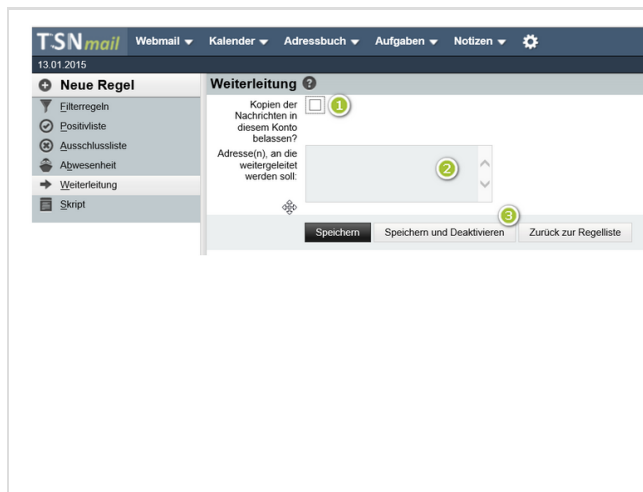 TSNmail Webmail Kalender Adressbuch Aufgaben Notizen
13.01.2015
Neue Regel
Filterregeln
Positivliste
Ausschlussliste
Abwesenheit
Weiterleitung
Skript
Weiterleitung ?
Kopien der
Nachrichten in
diesem Konto
belassen?
1
Adresse(n), an die
weitergeleitet
werden soll:
2
3
Speichern Speichern und Deaktivieren Zurück zur Regelliste